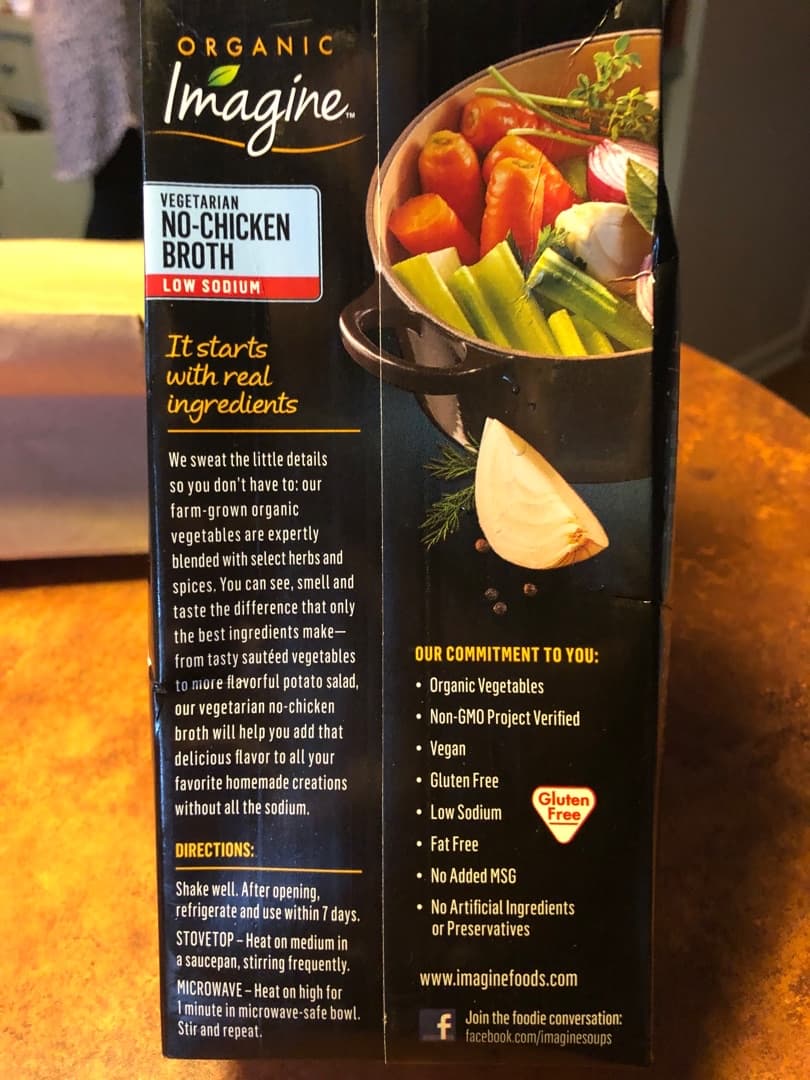 ORGANIC
Imagine™
VEGETARIAN
NO-CHICKEN
BROTH
LOW SODIUM
It starts
with real
ingredients
We sweat the little details
so you don't have to: our
farm-grown organic
vegetables are expertly
blended with select herbs and
spices. You can see, smell and
taste the difference that only
the best ingredients make—
from tasty sautéed vegetables
to more flavorful potato salad,
our vegetarian no-chicken
broth will help you add that
delicious flavor to all your
favorite homemade creations
without all the sodium.
DIRECTIONS:
Shake well. After opening,
refrigerate and use within 7 days.
STOVETOP – Heat on medium in
a saucepan, stirring frequently.
MICROWAVE – Heat on high for
1 minute in microwave-safe bowl.
Stir and repeat.
OUR COMMITMENT TO YOU:
• Organic Vegetables
• Non-GMO Project Verified
• Vegan
• Gluten Free
• Low Sodium
• Fat Free
• No Added MSG
• No Artificial Ingredients
or Preservatives
Gluten
Free
www.imaginefoods.com
f
Join the foodie conversation:
facebook.com/imaginesoups